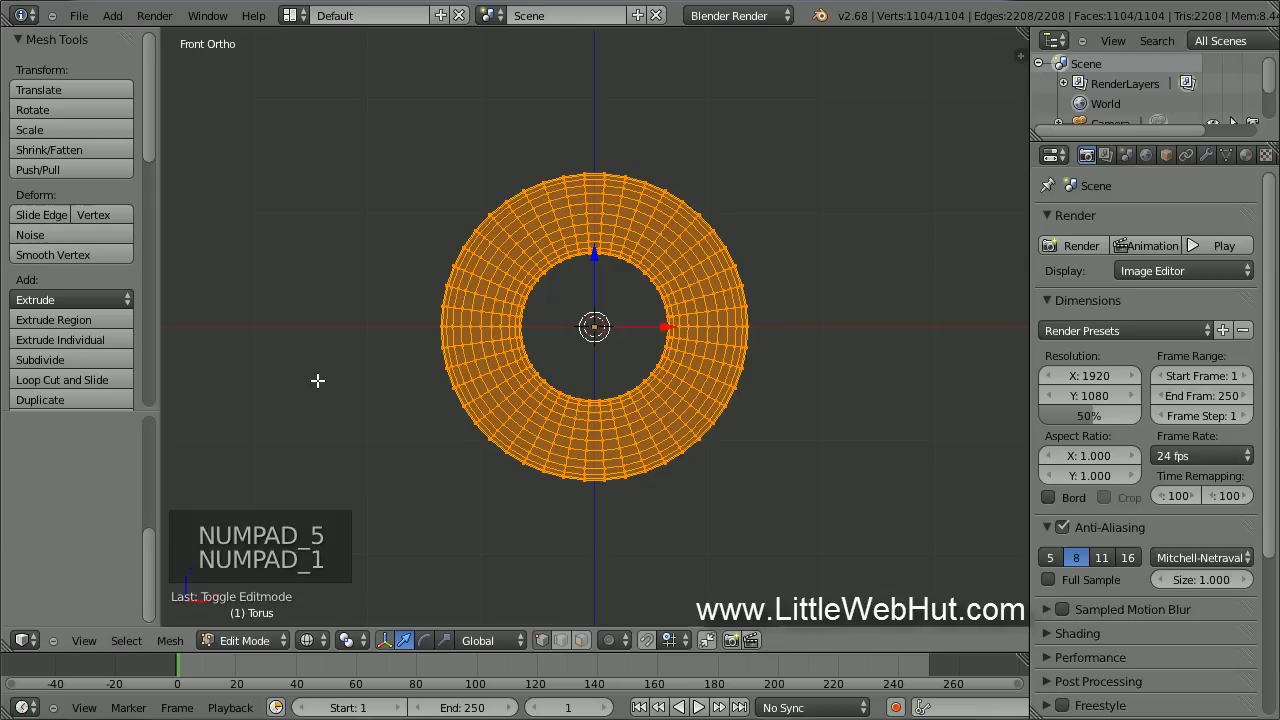 File Add Render Window Help Default Scene Blender Render v2.68 | Verts:1104/1104 | Edges:2208/2208 | Faces:1104/1104 | Tris:2208 | Mem:8.4
Mesh Tools
Transform:
Translate
Rotate
Scale
Shrink/Fatten
Push/Pull
Deform:
Slide Edge Vertex
Noise
Smooth Vertex
Add:
Extrude
Extrude Region
Extrude Individual
Subdivide
Loop Cut and Slide
Duplicate
Front Ortho
NUMPAD_5
NUMPAD_1
Last: Toggle Editmode
(1) Torus
www.LittleWebHut.com
View Select Mesh Edit Mode Global
-40 -20 0 20 40 60 80 100 120 140 160 180 200 220 240 260
View Marker Frame Playback Start: 1 End: 250 1 No Sync
View Search All Scenes
Scene
RenderLayers |
World
Camera
Scene
Render
Render Animation Play
Display: Image Editor
Dimensions
Render Presets
Resolution: Frame Range:
X: 1920 Start Frame: 1
Y: 1080 End Fram: 250
50% Frame Step: 1
Aspect Ratio: Frame Rate:
X: 1.000 24 fps
Y: 1.000 Time Remapping:
Bord Crop : 100 : 100
Anti-Aliasing
5 8 11 16 Mitchell-Netraval
Full Sample Size: 1.000
Sampled Motion Blur
Shading
Performance
Post Processing
Freestyle